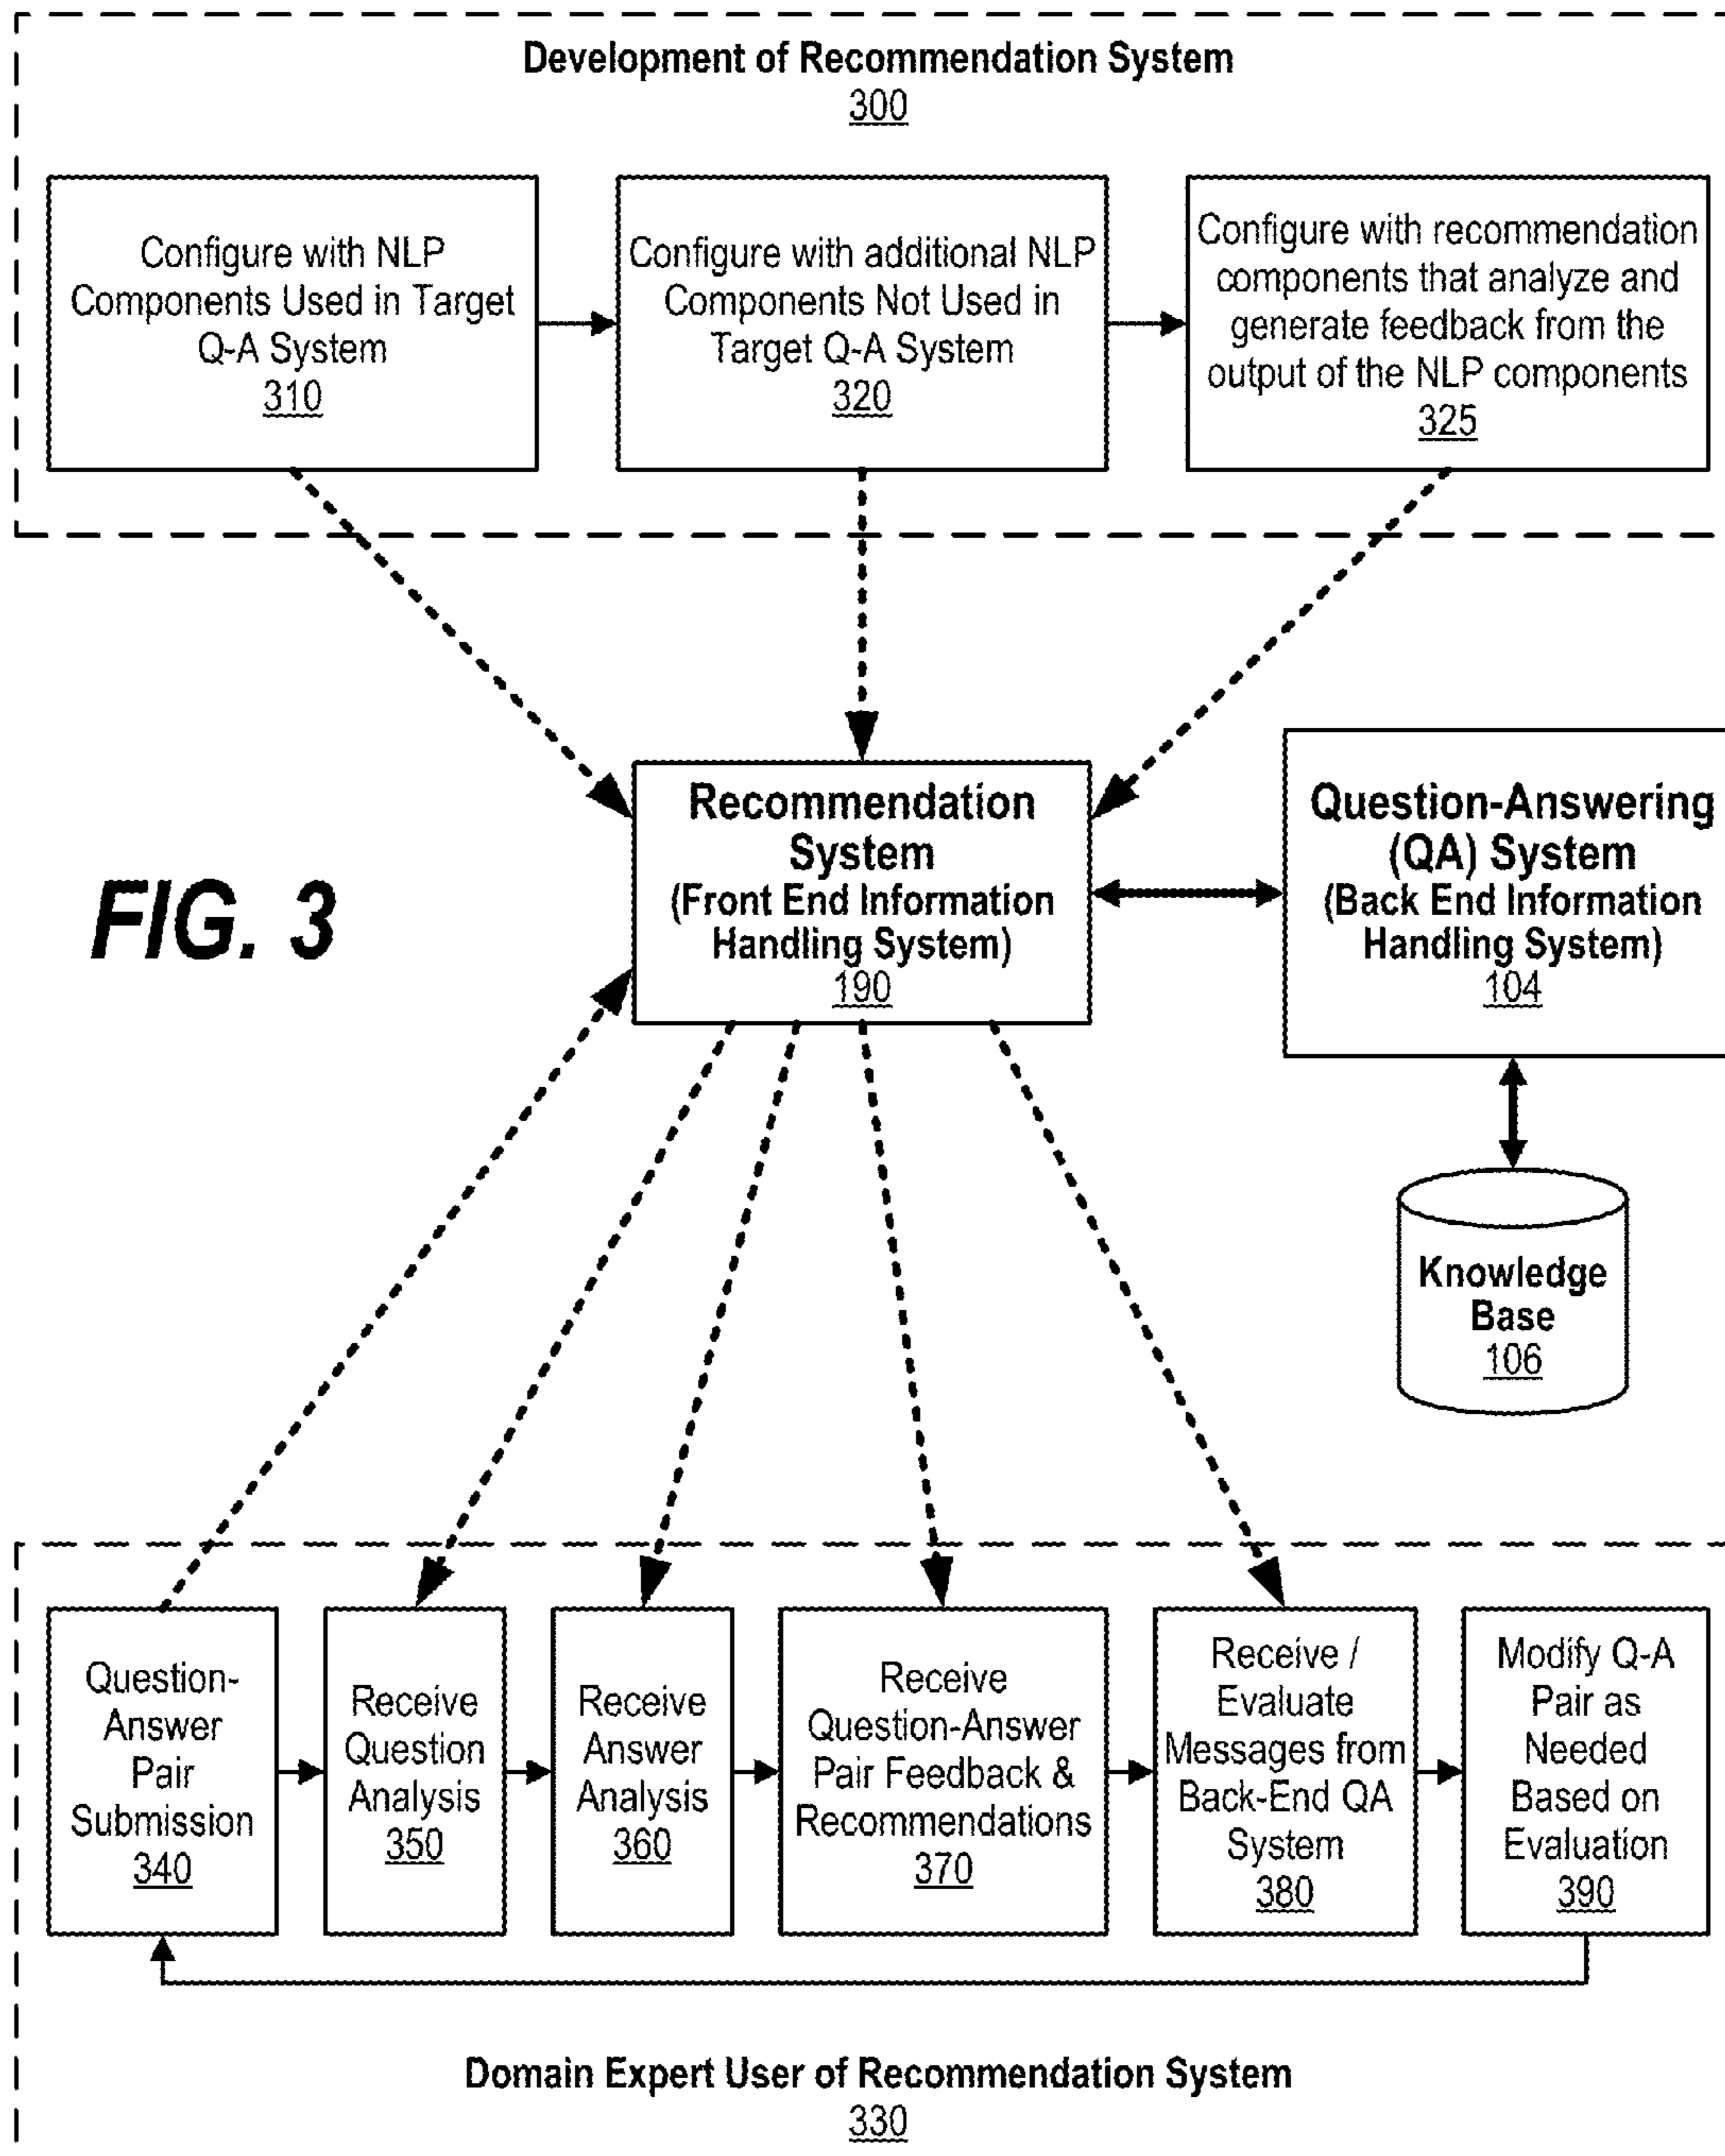 Development of Recommendation System
300
Configure with NLP
Components Used in Target
Q-A System
310
Configure with additional NLP
Components Not Used in
Target Q-A System
320
Configure with recommendation
components that analyze and
generate feedback from the
output of the NLP components
325
FIG. 3
Recommendation
System
(Front End Information
Handling System)
190
Question-Answering
(QA) System
(Back End Information
Handling System)
104
Knowledge
Base
106
Question-
Answer
Pair
Submission
340
Receive
Question
Analysis
350
Receive
Answer
Analysis
360
Receive
Question-Answer
Pair Feedback &
Recommendations
370
Receive /
Evaluate
Messages from
Back-End QA
System
380
Modify Q-A
Pair as
Needed
Based on
Evaluation
390
Domain Expert User of Recommendation System
330